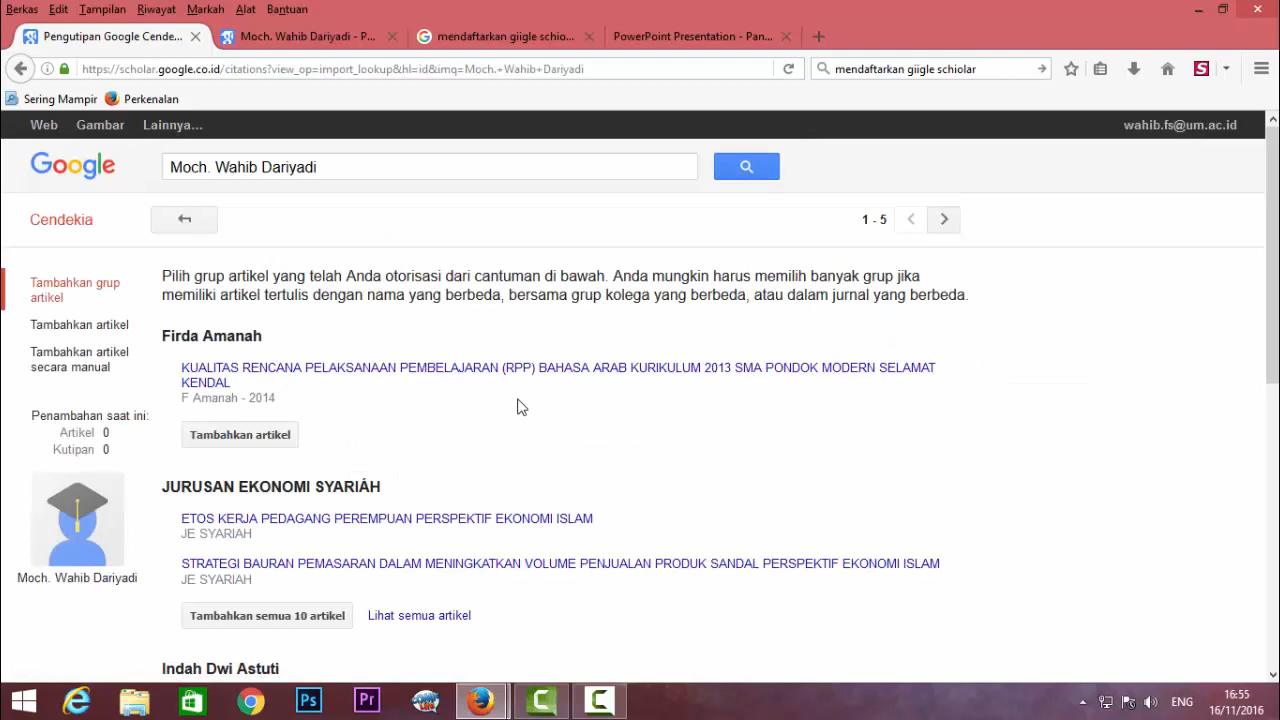 Berkas Edit Tampilan Riwayat Markah Alat Bantuan
Pengutipan Google Cende... Moch. Wahib Dariyadi - P... mendaftarkan giigle schio... PowerPoint Presentation - Pan...
https://scholar.google.co.id/citations?view_op=import_lookup&hl=id&imq=Moch.+Wahib+Dariyadi mendaftarkan giigle schiolar
Sering Mampir Perkenalan
Web Gambar Lainnya... wahib.fs@um.ac.id
Google Moch. Wahib Dariyadi
Cendekia 1 - 5
Tambahkan grup
artikel
Tambahkan artikel
Tambahkan artikel
secara manual
Penambahan saat ini:
Artikel 0
Kutipan 0
Moch. Wahib Dariyadi
Pilih grup artikel yang telah Anda otorisasi dari cantuman di bawah. Anda mungkin harus memilih banyak grup jika
memiliki artikel tertulis dengan nama yang berbeda, bersama grup kolega yang berbeda, atau dalam jurnal yang berbeda.
Firda Amanah
KUALITAS RENCANA PELAKSANAAN PEMBELAJARAN (RPP) BAHASA ARAB KURIKULUM 2013 SMA PONDOK MODERN SELAMAT
KENDAL
F Amanah - 2014
Tambahkan artikel
JURUSAN EKONOMI SYARIÁH
ETOS KERJA PEDAGANG PEREMPUAN PERSPEKTIF EKONOMI ISLAM
JE SYARIAH
STRATEGI BAURAN PEMASARAN DALAM MENINGKATKAN VOLUME PENJUALAN PRODUK SANDAL PERSPEKTIF EKONOMI ISLAM
JE SYARIAH
Tambahkan semua 10 artikel Lihat semua artikel
Indah Dwi Astuti
Ps Pr ENG 16:55
16/11/2016